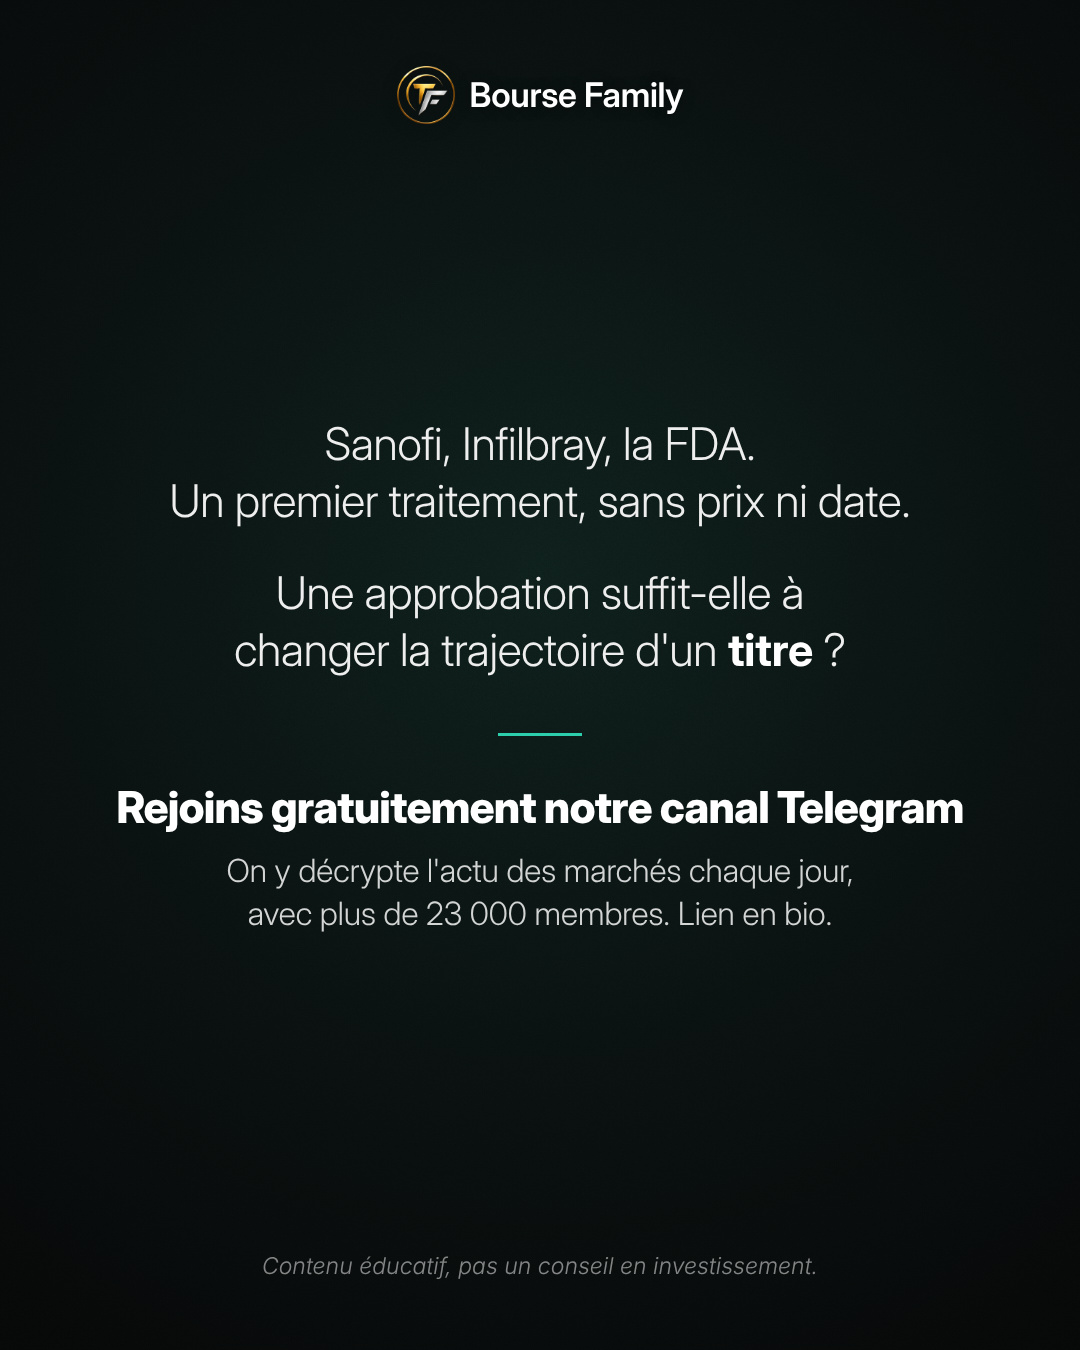 TF Bourse Family
Sanofi, Infilbray, la FDA.
Un premier traitement, sans prix ni date.
Une approbation suffit-elle à
changer la trajectoire d'un titre ?
Rejoins gratuitement notre canal Telegram
On y décrypte l'actu des marchés chaque jour,
avec plus de 23 000 membres. Lien en bio.
Contenu éducatif, pas un conseil en investissement.